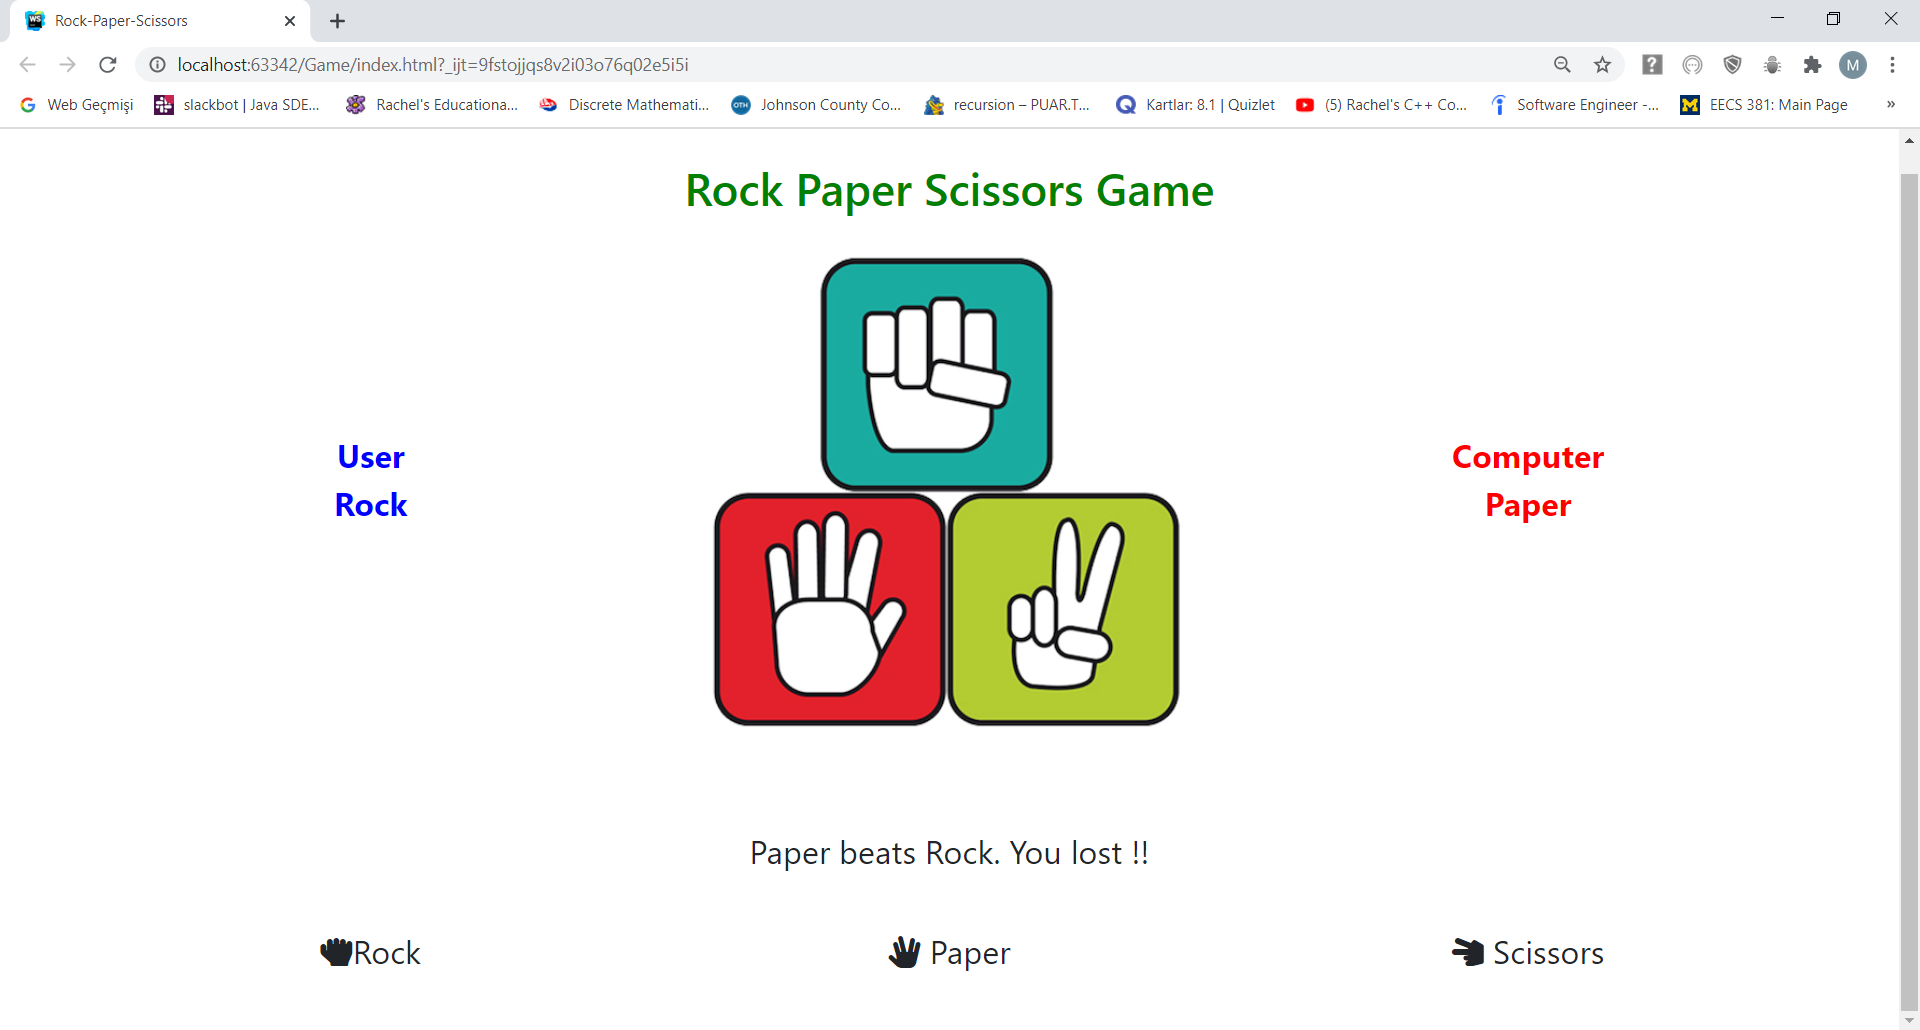 Rock-Paper-Scissors
localhost:63342/Game/index.html?_ijt=9fstojjqs8v2i03o76q02e5i5i
M
Web Geçmişi
slackbot | Java SDE...
Rachel's Educationa...
Discrete Mathemati...
Johnson County Co...
recursion – PUAR.T...
Kartlar: 8.1 | Quizlet
(5) Rachel's C++ Co...
Software Engineer -...
EECS 381: Main Page
»
Rock Paper Scissors Game
User
Rock
Computer
Paper
Paper beats Rock. You lost !!
Rock
Paper
Scissors